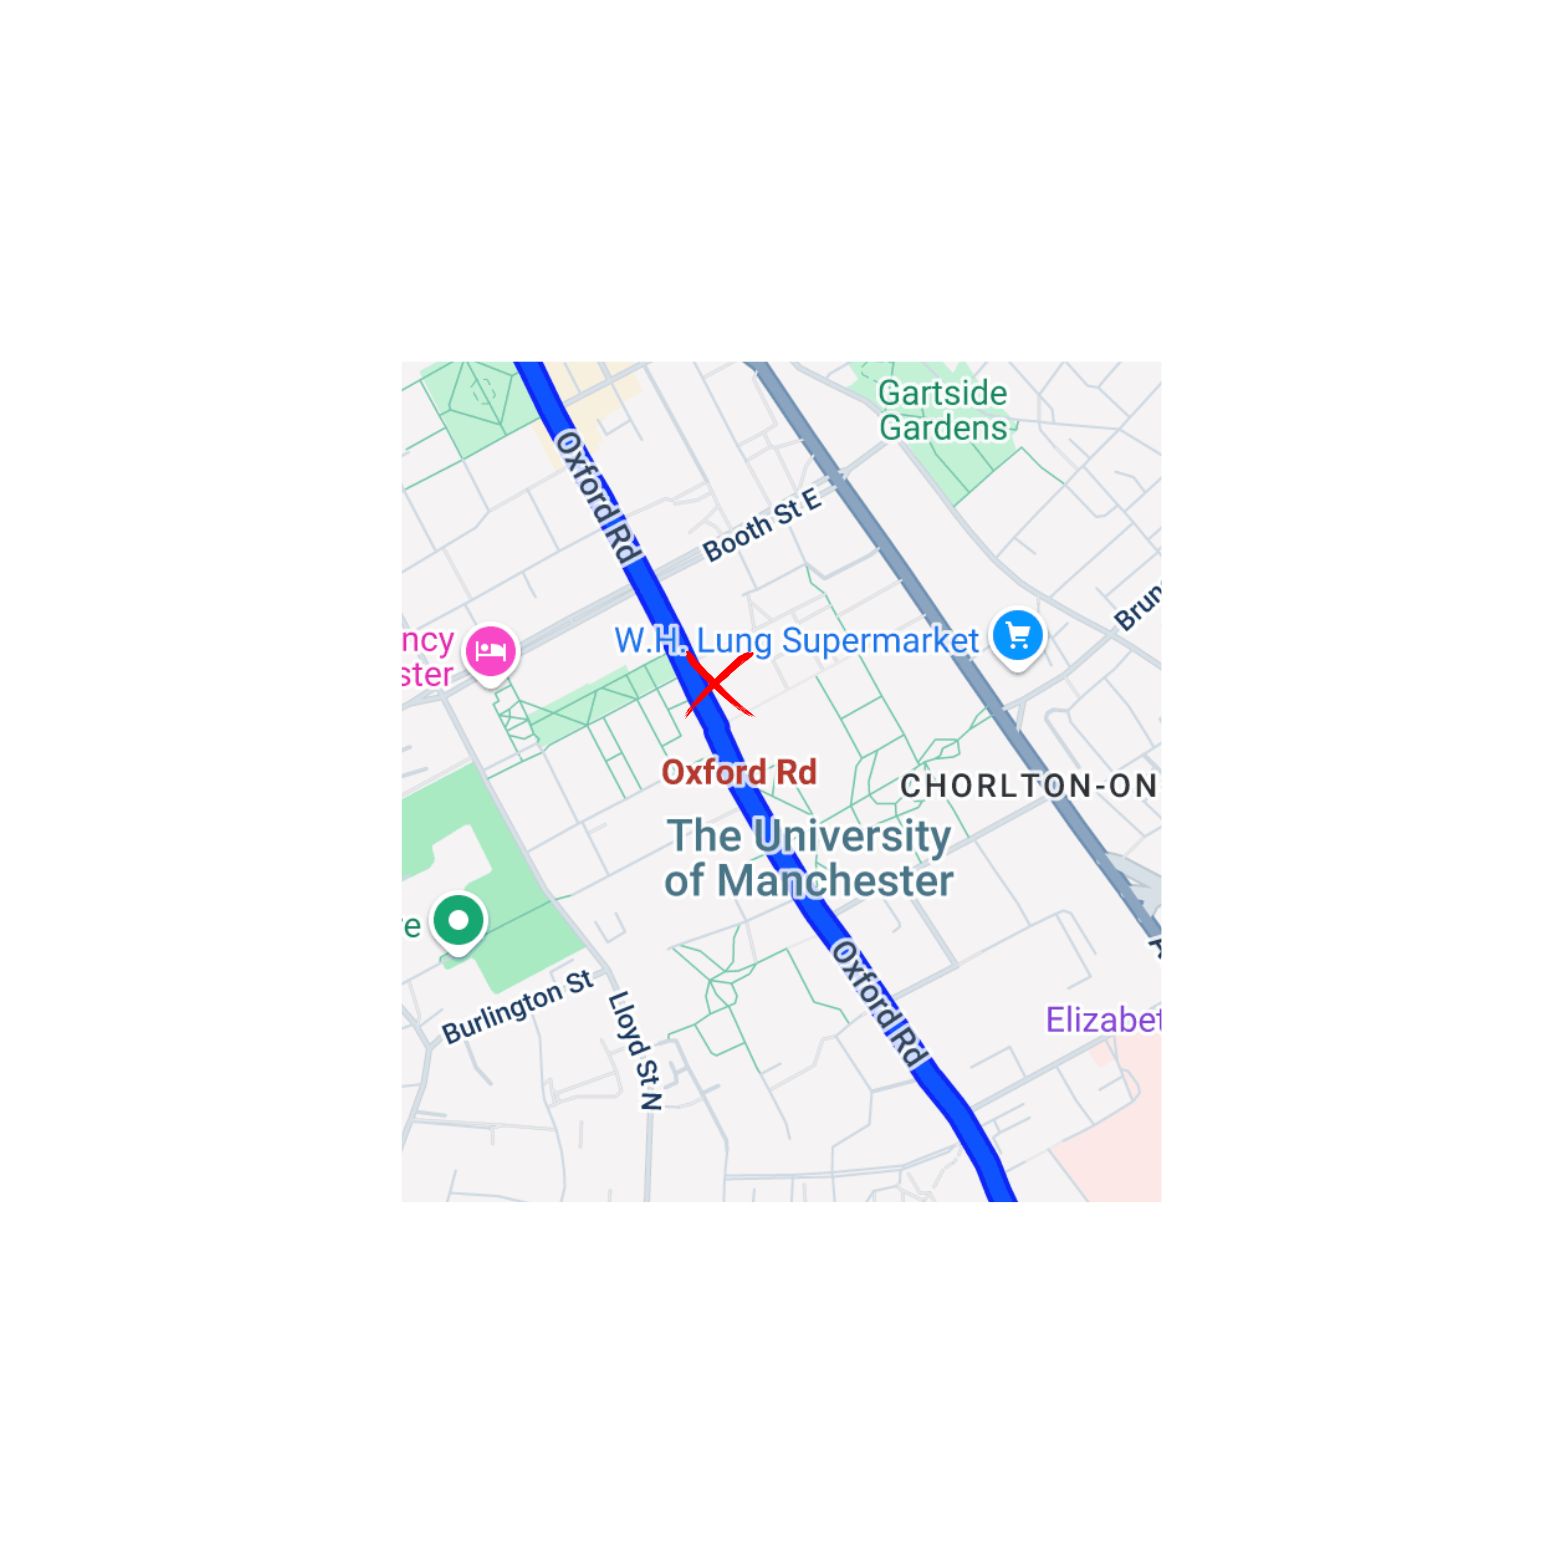 Gartside
Gardens
Oxford Rd
Booth St E
W.H. Lung Supermarket
ncy
ster
Oxford Rd
CHORLTON-ON
The University
of Manchester
Oxford Rd
Burlington St
Lloyd St N
Elizabet